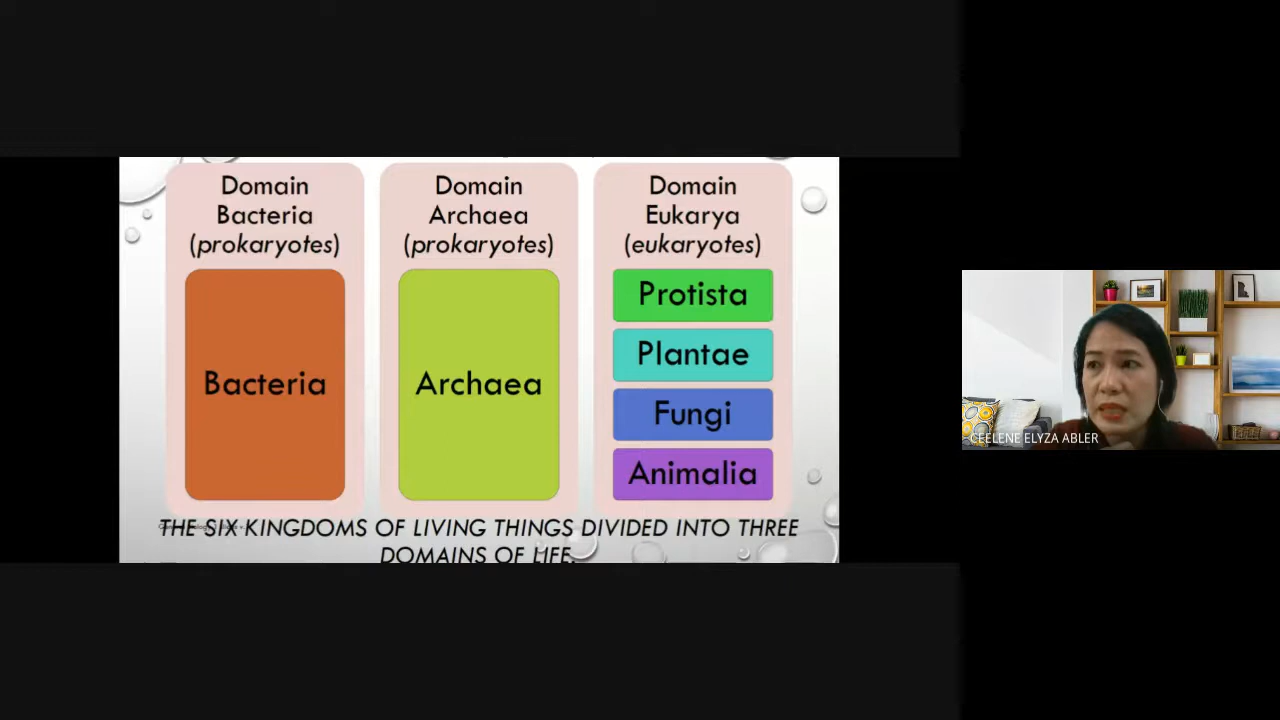 Domain
Bacteria
(prokaryotes)
Bacteria
Domain
Archaea
(prokaryotes)
Archaea
Domain
Eukarya
(eukaryotes)
Protista
Plantae
Fungi
Animalia
THE SIX KINGDOMS OF LIVING THINGS DIVIDED INTO THREE
DOMAINS OF LIFE.
CEELENE ELYZA ABLER